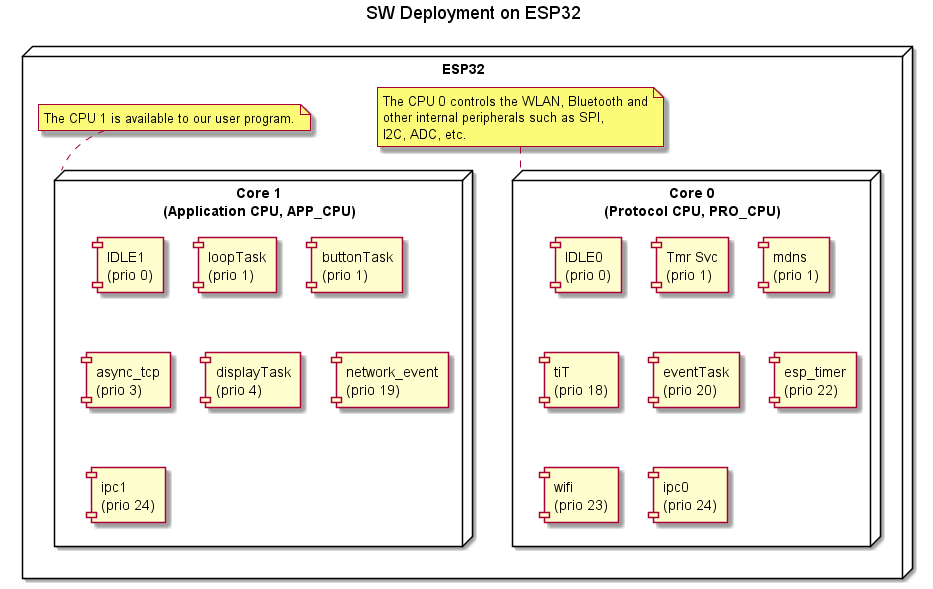 SW Deployment on ESP32
ESP32
The CPU 1 is available to our user program.
The CPU 0 controls the WLAN, Bluetooth and
other internal peripherals such as SPI,
I2C, ADC, etc.
Core 1
(Application CPU, APP_CPU)
IDLE1
(prio 0)
loopTask
(prio 1)
buttonTask
(prio 1)
async_tcp
(prio 3)
displayTask
(prio 4)
network_event
(prio 19)
ipc1
(prio 24)
Core 0
(Protocol CPU, PRO_CPU)
IDLE0
(prio 0)
Tmr Svc
(prio 1)
mdns
(prio 1)
tiT
(prio 18)
eventTask
(prio 20)
esp_timer
(prio 22)
wifi
(prio 23)
ipc0
(prio 24)